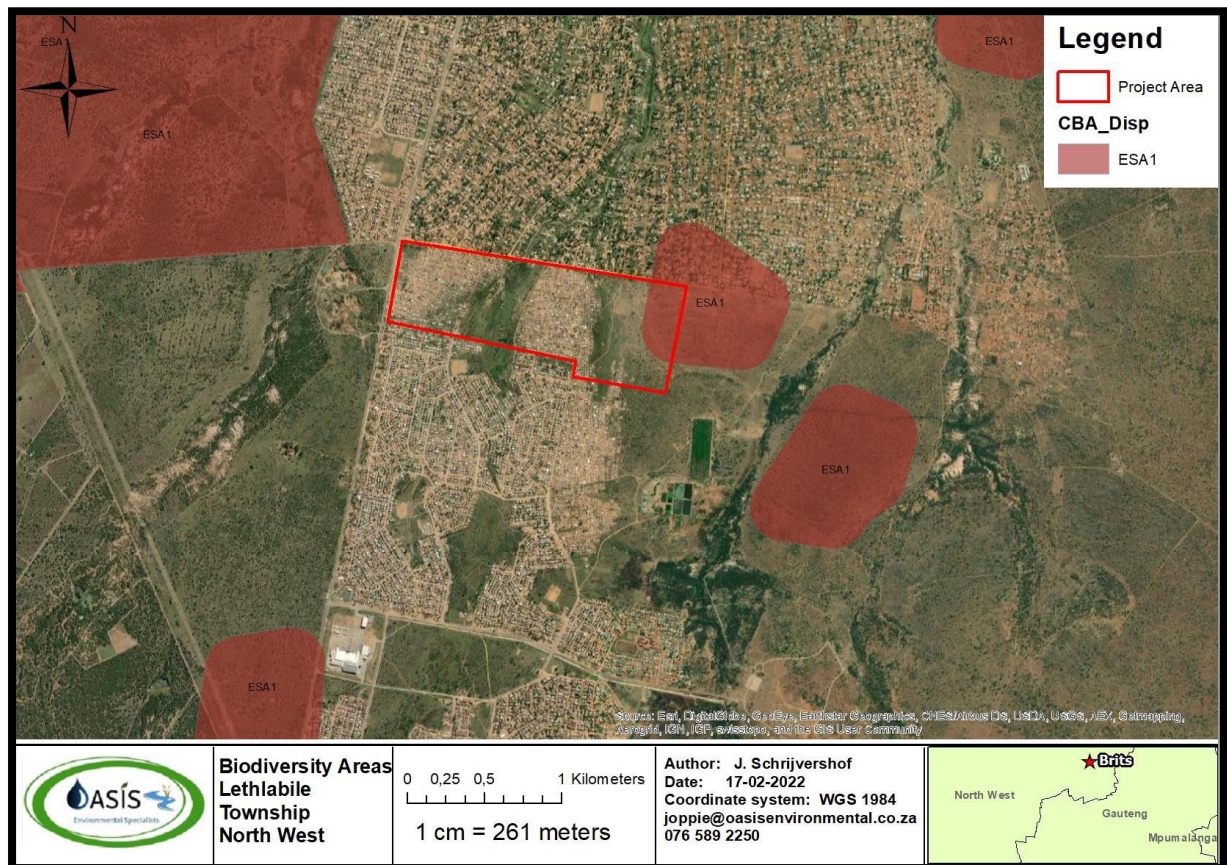 N
ESA1
ESA1
ESA1
ESA1
ESA1
ESA1
Legend
Project Area
CBA_Disp
ESA1
Source: Esri, DigitalGlobe, GeoEye, Earthstar Geographics, CNES/Airbus DS, USDA, USGS, AEX, Getmapping,
Aerogrid, IGN, IGP, swisstopo, and the GIS User Community
OASIS
Environmental Specialists
Biodiversity Areas
Lethlabile
Township
North West
0 0,25 0,5 1 Kilometers
1 cm = 261 meters
Author: J. Schrijvershof
Date: 17-02-2022
Coordinate system: WGS 1984
joppie@oasisenvironmental.co.za
076 589 2250
Brits
North West
Gauteng
Mpumalanga